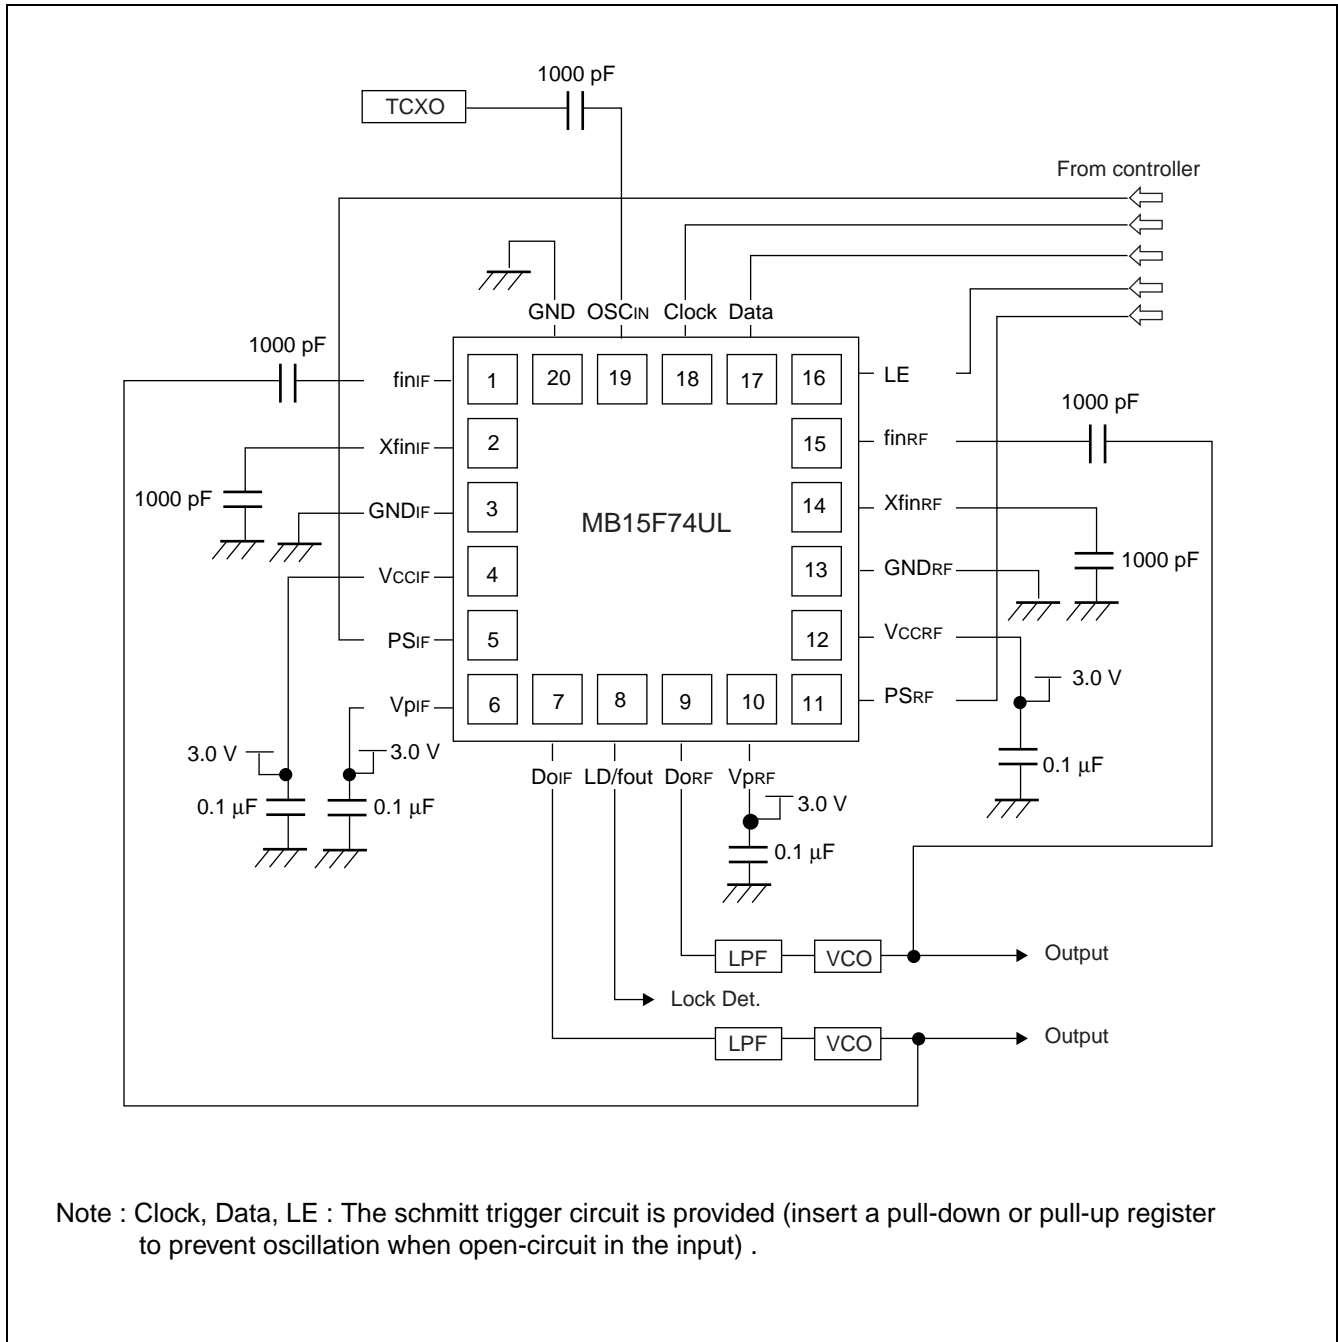 1000 pF
TCXO
From controller
GND OSCIN Clock Data
1000 pF
finIF
1
20
19
18
17
16
LE
1000 pF
XfinIF
2
15
finRF
1000 pF
GNDIF
3
MB15F74UL
14
XfinRF
VCCIF
4
13
GNDRF
1000 pF
PSIF
5
12
VCCRF
3.0 V
VpIF
6
7
8
9
10
11
PSRF
3.0 V
3.0 V
DoIF LD/fout DoRF VpRF
0.1 µF
0.1 µF
0.1 µF
3.0 V
0.1 µF
LPF
VCO
Output
Lock Det.
LPF
VCO
Output
Note : Clock, Data, LE : The schmitt trigger circuit is provided (insert a pull-down or pull-up register
to prevent oscillation when open-circuit in the input) .